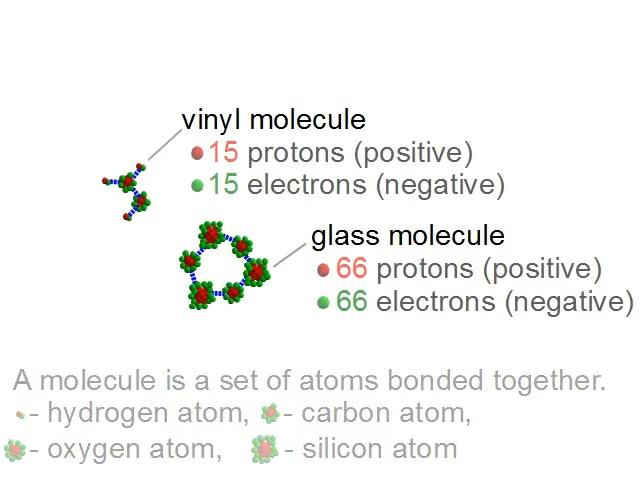 vinyl molecule
15 protons (positive)
15 electrons (negative)
glass molecule
66 protons (positive)
66 electrons (negative)
A molecule is a set of atoms bonded together.
- hydrogen atom, - carbon atom,
- oxygen atom, - silicon atom